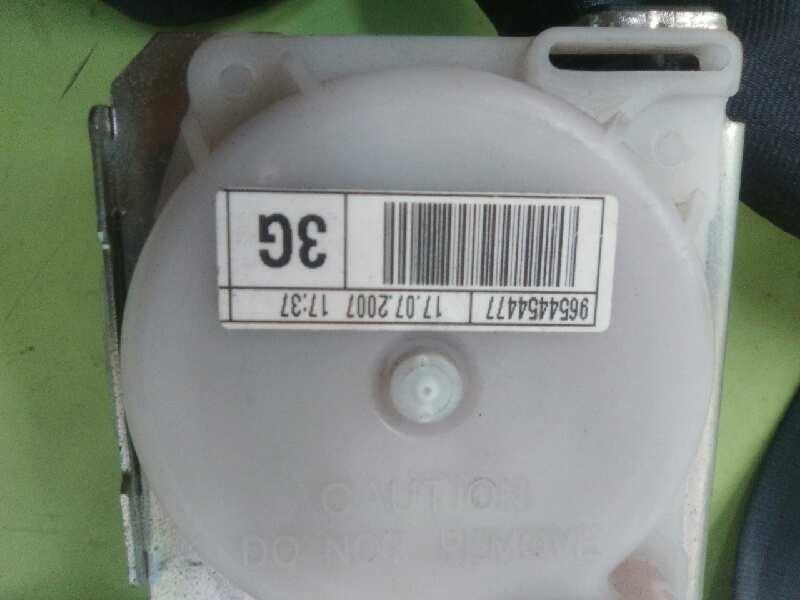 9654454477 17.07.2007 17:37
3G
CAUTION
DO NOT REMOVE